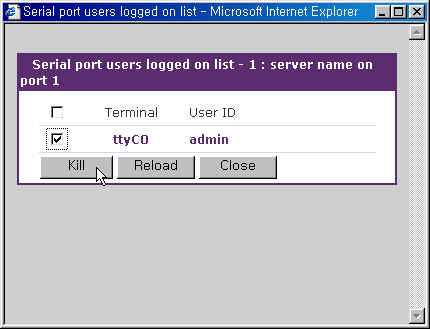 Serial port users logged on list - Microsoft Internet Explorer
Serial port users logged on list - 1 : server name on
port 1
Terminal User ID
ttyC0 admin
Kill Reload Close